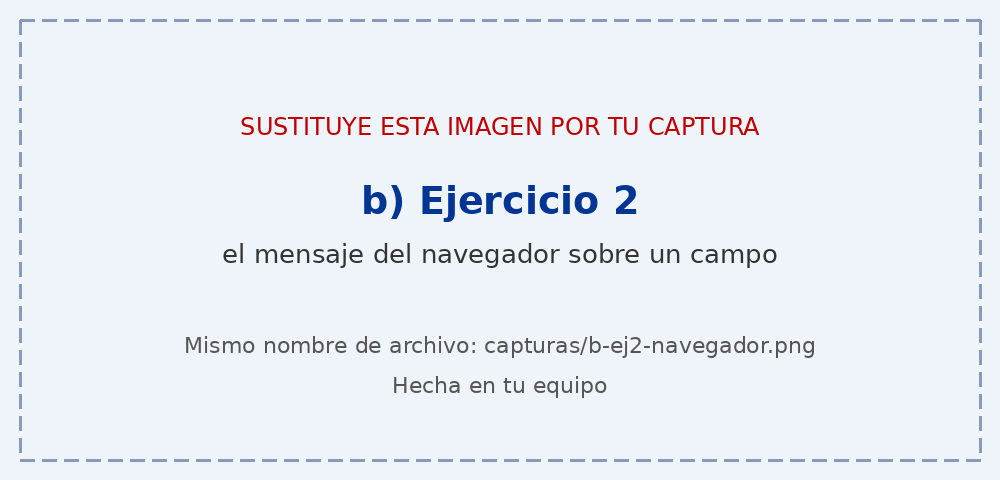 SUSTITUYE ESTA IMAGEN POR TU CAPTURA
b) Ejercicio 2
el mensaje del navegador sobre un campo
Mismo nombre de archivo: capturas/b-ej2-navegador.png
Hecha en tu equipo